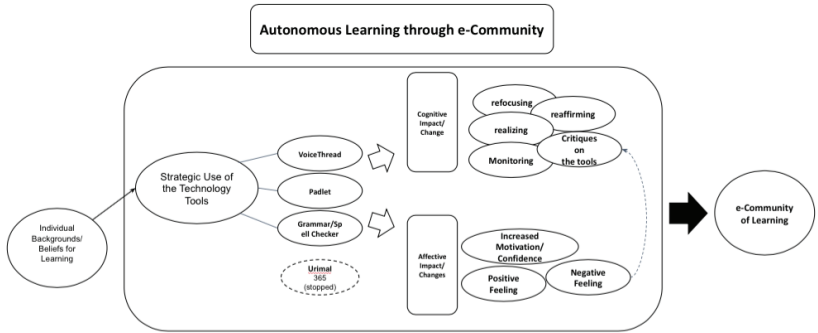 Autonomous Learning through e-Community
Individual
Backgrounds/
Beliefs for
Learning
Strategic Use of
the Technology
Tools
VoiceThread
Padlet
Grammar/Sp
ell Checker
Urimal
365
(stopped)
Cognitive
Impact/
Change
refocusing
reaffirming
realizing
Critiques
on
the tools
Monitoring
Affective
Impact/
Changes
Increased
Motivation/
Confidence
Positive
Feeling
Negative
Feeling
e-Community
of Learning